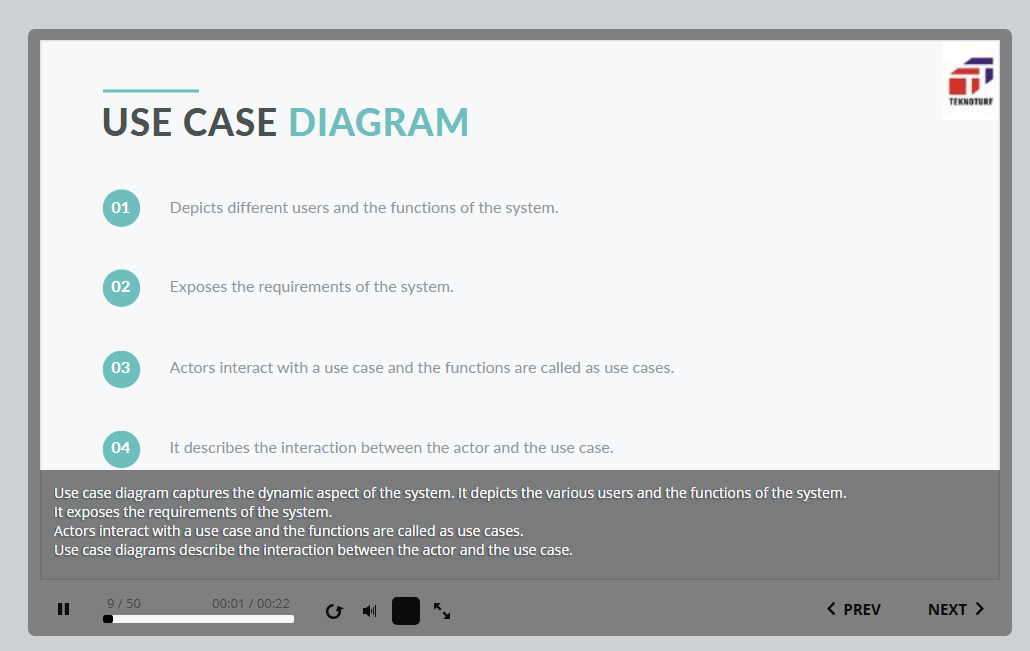 TEKNOTURF
USE CASE DIAGRAM
01 Depicts different users and the functions of the system.
02 Exposes the requirements of the system.
03 Actors interact with a use case and the functions are called as use cases.
04 It describes the interaction between the actor and the use case.
Use case diagram captures the dynamic aspect of the system. It depicts the various users and the functions of the system.
It exposes the requirements of the system.
Actors interact with a use case and the functions are called as use cases.
Use case diagrams describe the interaction between the actor and the use case.
9 / 50 00:01 / 00:22
PREV NEXT